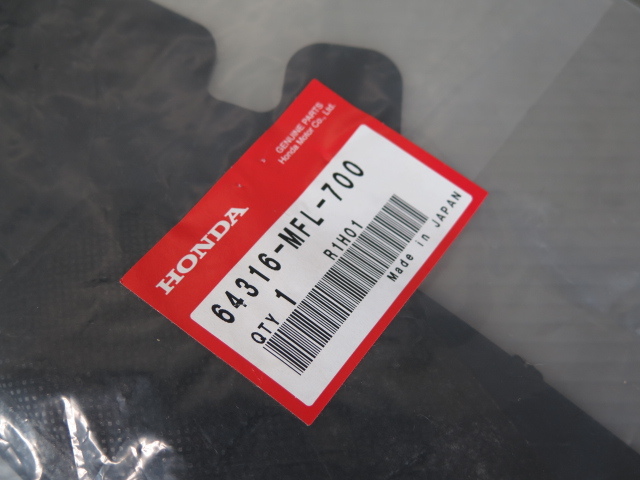 GENUINE PARTS
Honda Motor Co., Ltd.
HONDA
64316-MFL-700
QTY 1 R1H01
Made in JAPAN